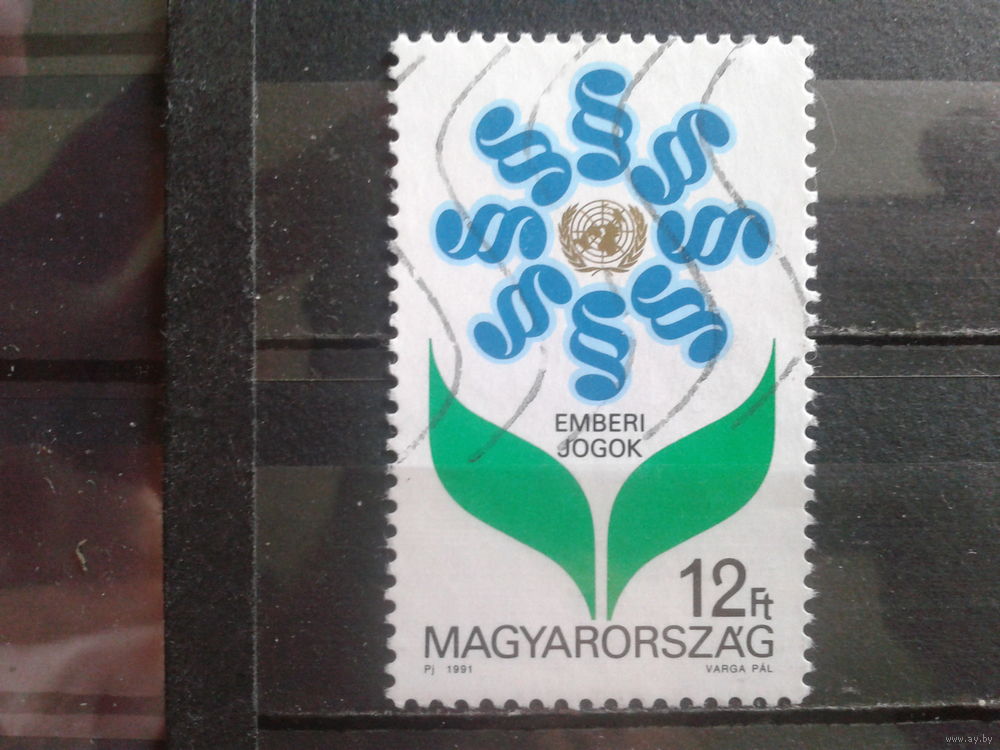 EMBERI
JOGOK
12Ft
MAGYARORSZÁG
Pj 1991 VARGA PÁL
www.ay.by